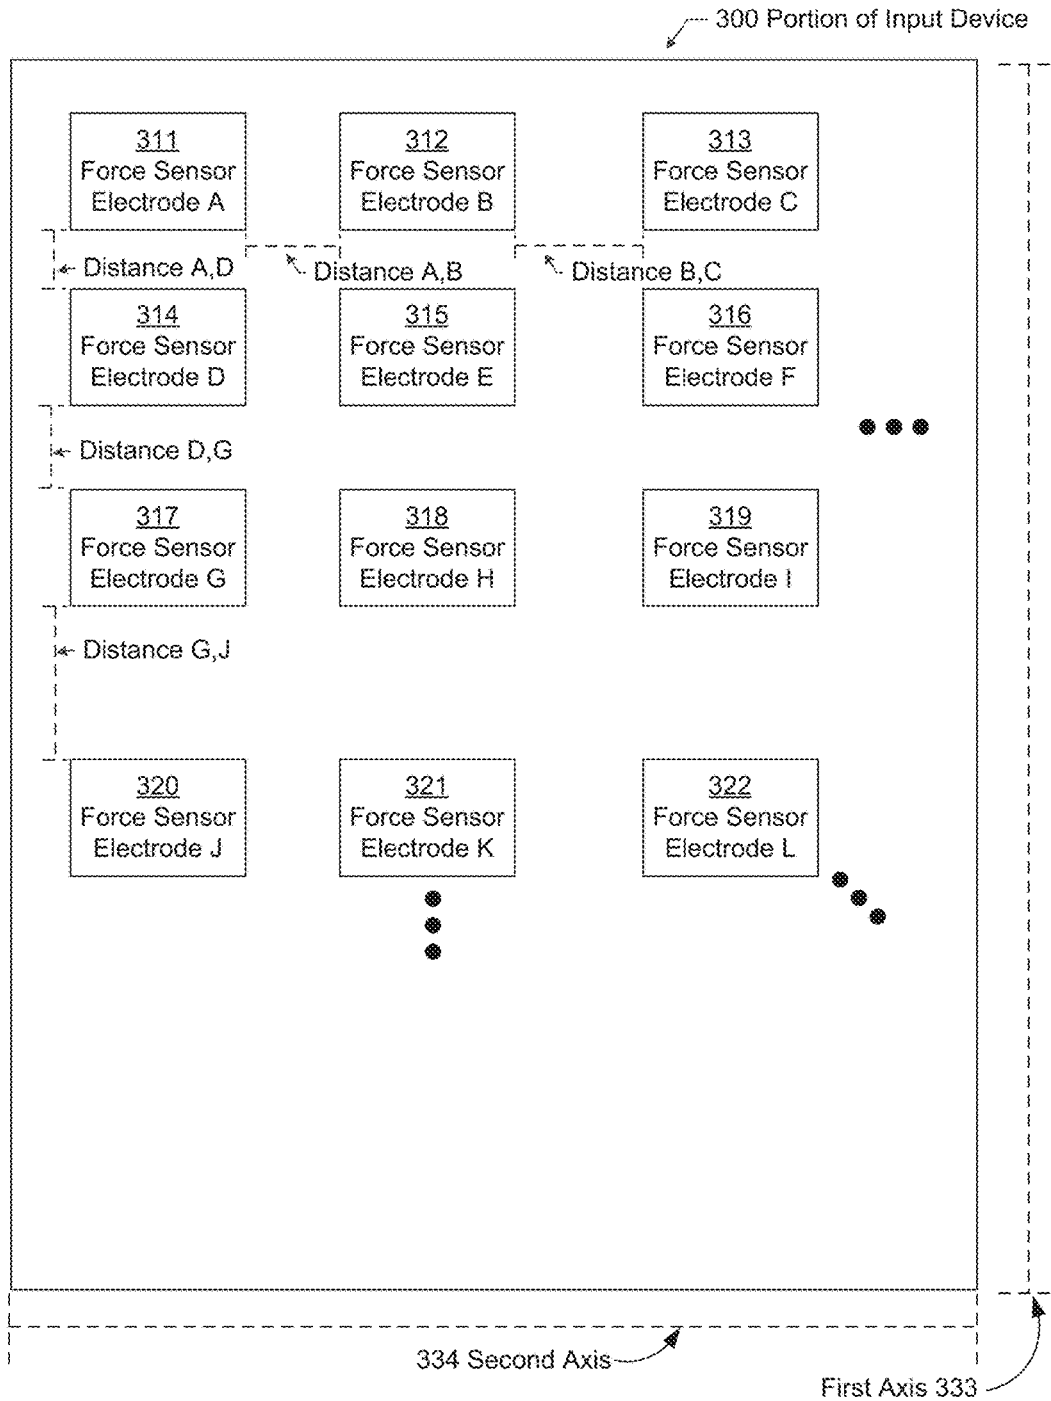 300 Portion of Input Device
311
Force Sensor
Electrode A
312
Force Sensor
Electrode B
313
Force Sensor
Electrode C
Distance A,D
Distance A,B
Distance B,C
314
Force Sensor
Electrode D
315
Force Sensor
Electrode E
316
Force Sensor
Electrode F
Distance D,G
317
Force Sensor
Electrode G
318
Force Sensor
Electrode H
319
Force Sensor
Electrode I
Distance G,J
320
Force Sensor
Electrode J
321
Force Sensor
Electrode K
322
Force Sensor
Electrode L
334 Second Axis
First Axis 333